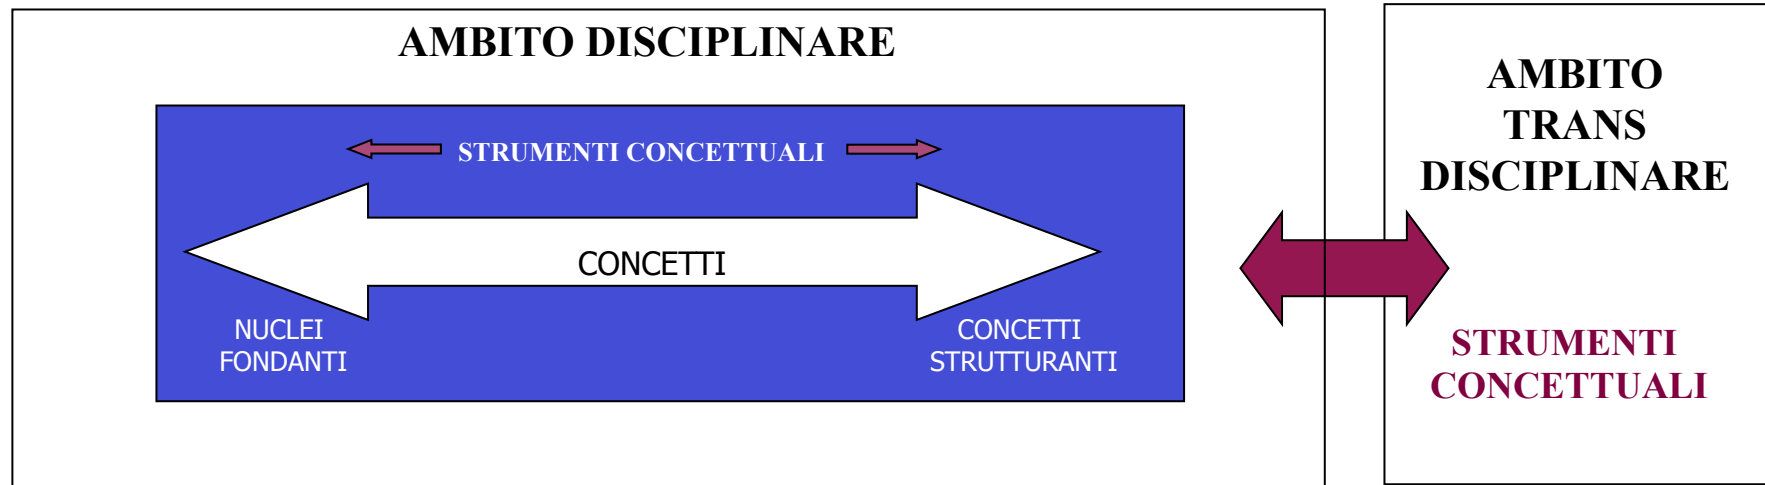 AMBITO DISCIPLINARE
STRUMENTI CONCETTUALI
CONCETTI
NUCLEI
FONDANTI
CONCETTI
STRUTTURANTI
AMBITO
TRANS
DISCIPLINARE
STRUMENTI
CONCETTUALI